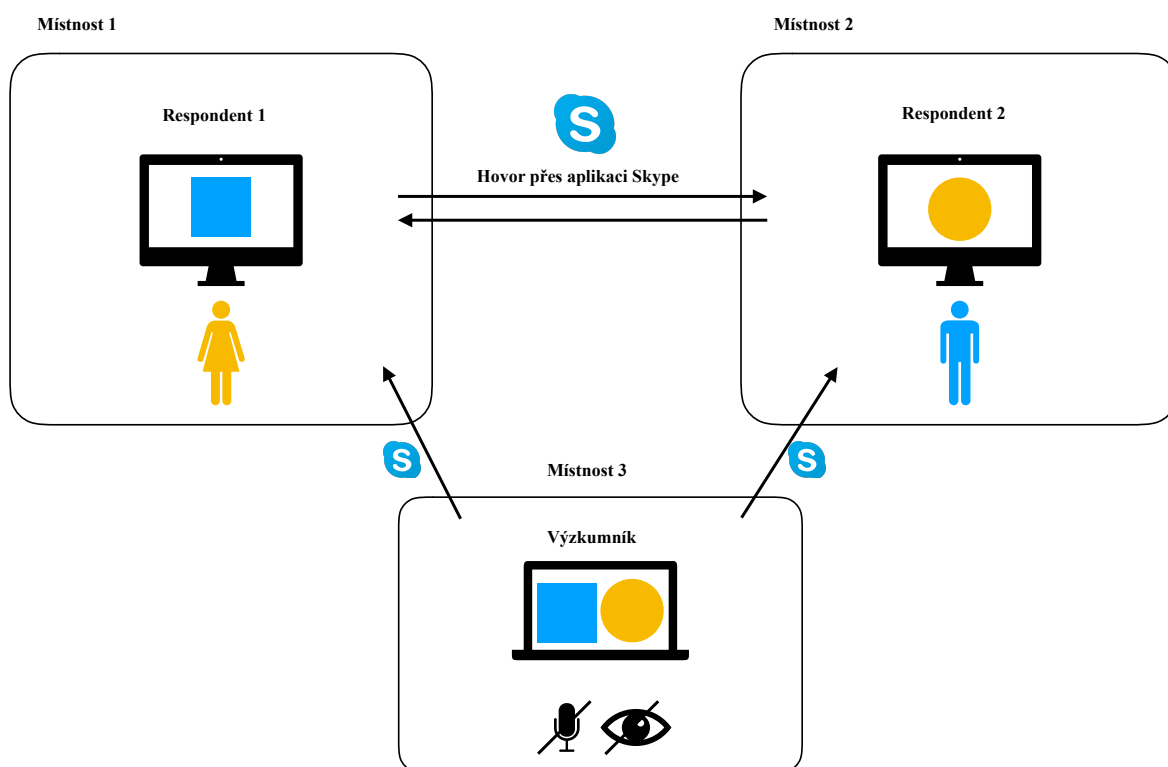 Místnost 1
Místnost 2
Respondent 1
Respondent 2
S
Hovor přes aplikaci Skype
S
S
Místnost 3
Výzkumník